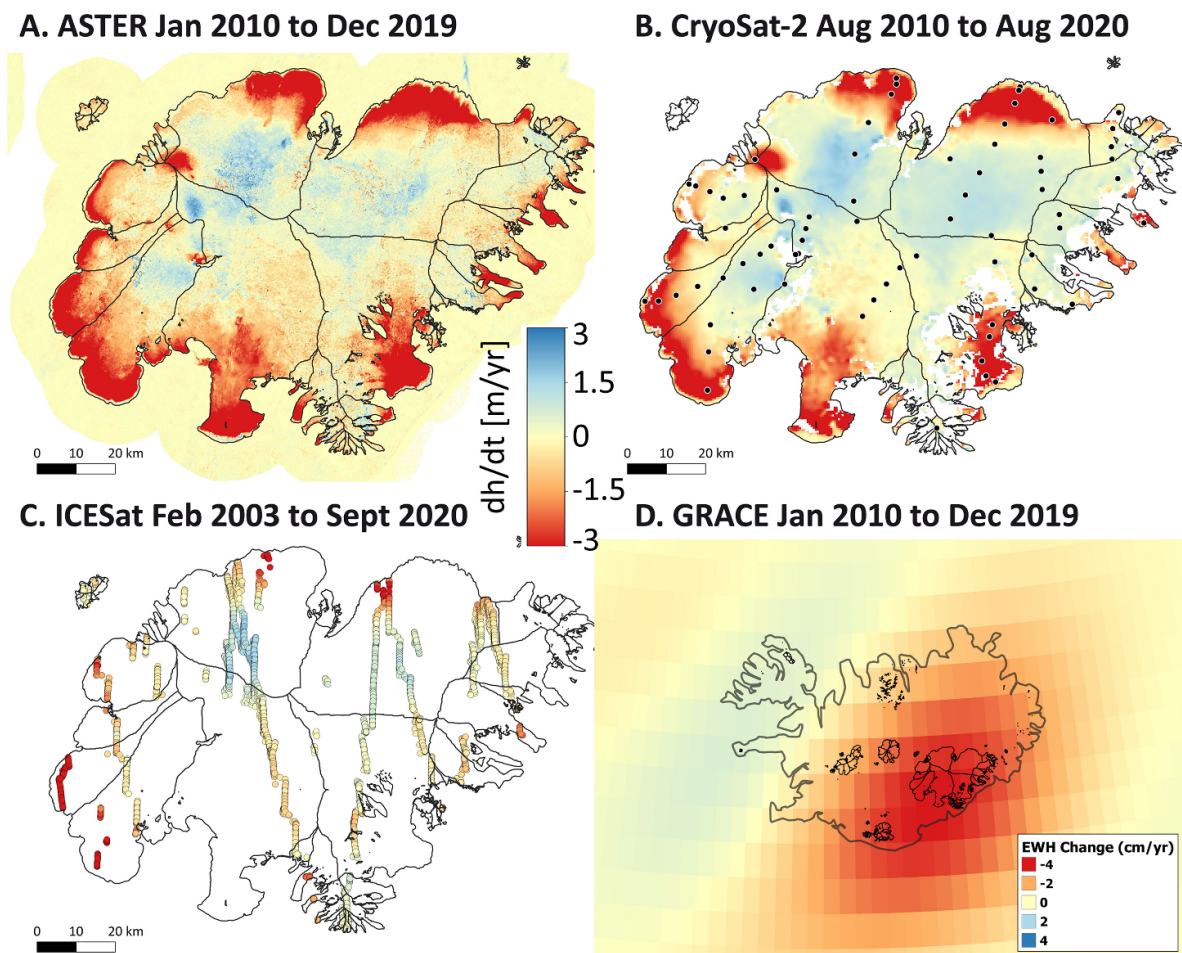 A. ASTER Jan 2010 to Dec 2019
B. CryoSat-2 Aug 2010 to Aug 2020
3
1.5
0
-1.5
-3
dh/dt [m/yr]
0 10 20 km
0 10 20 km
C. ICESat Feb 2003 to Sept 2020
D. GRACE Jan 2010 to Dec 2019
EWH Change (cm/yr)
-4
-2
0
2
4
0 10 20 km